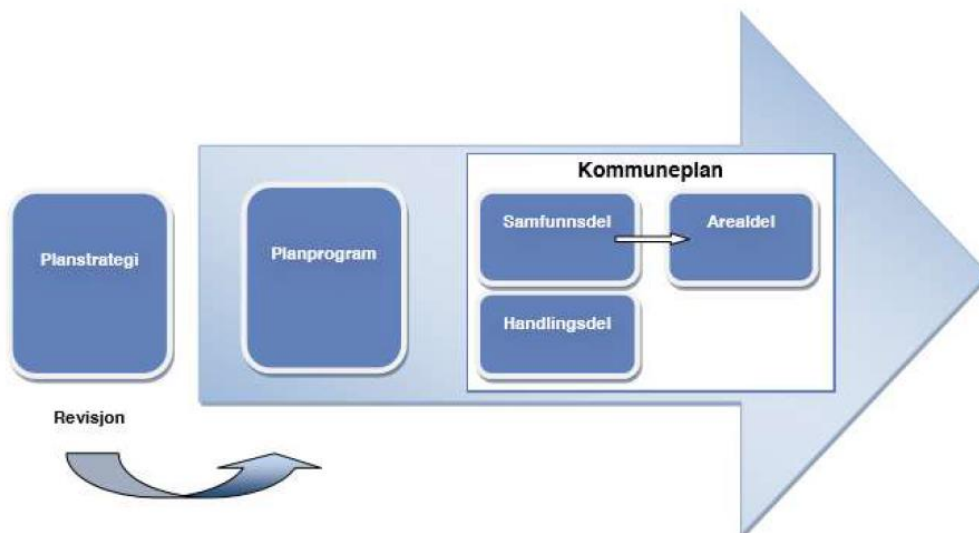 Planstrategi
Planprogram
Kommuneplan
Samfunnsdel
Arealdel
Handlingsdel
Revisjon